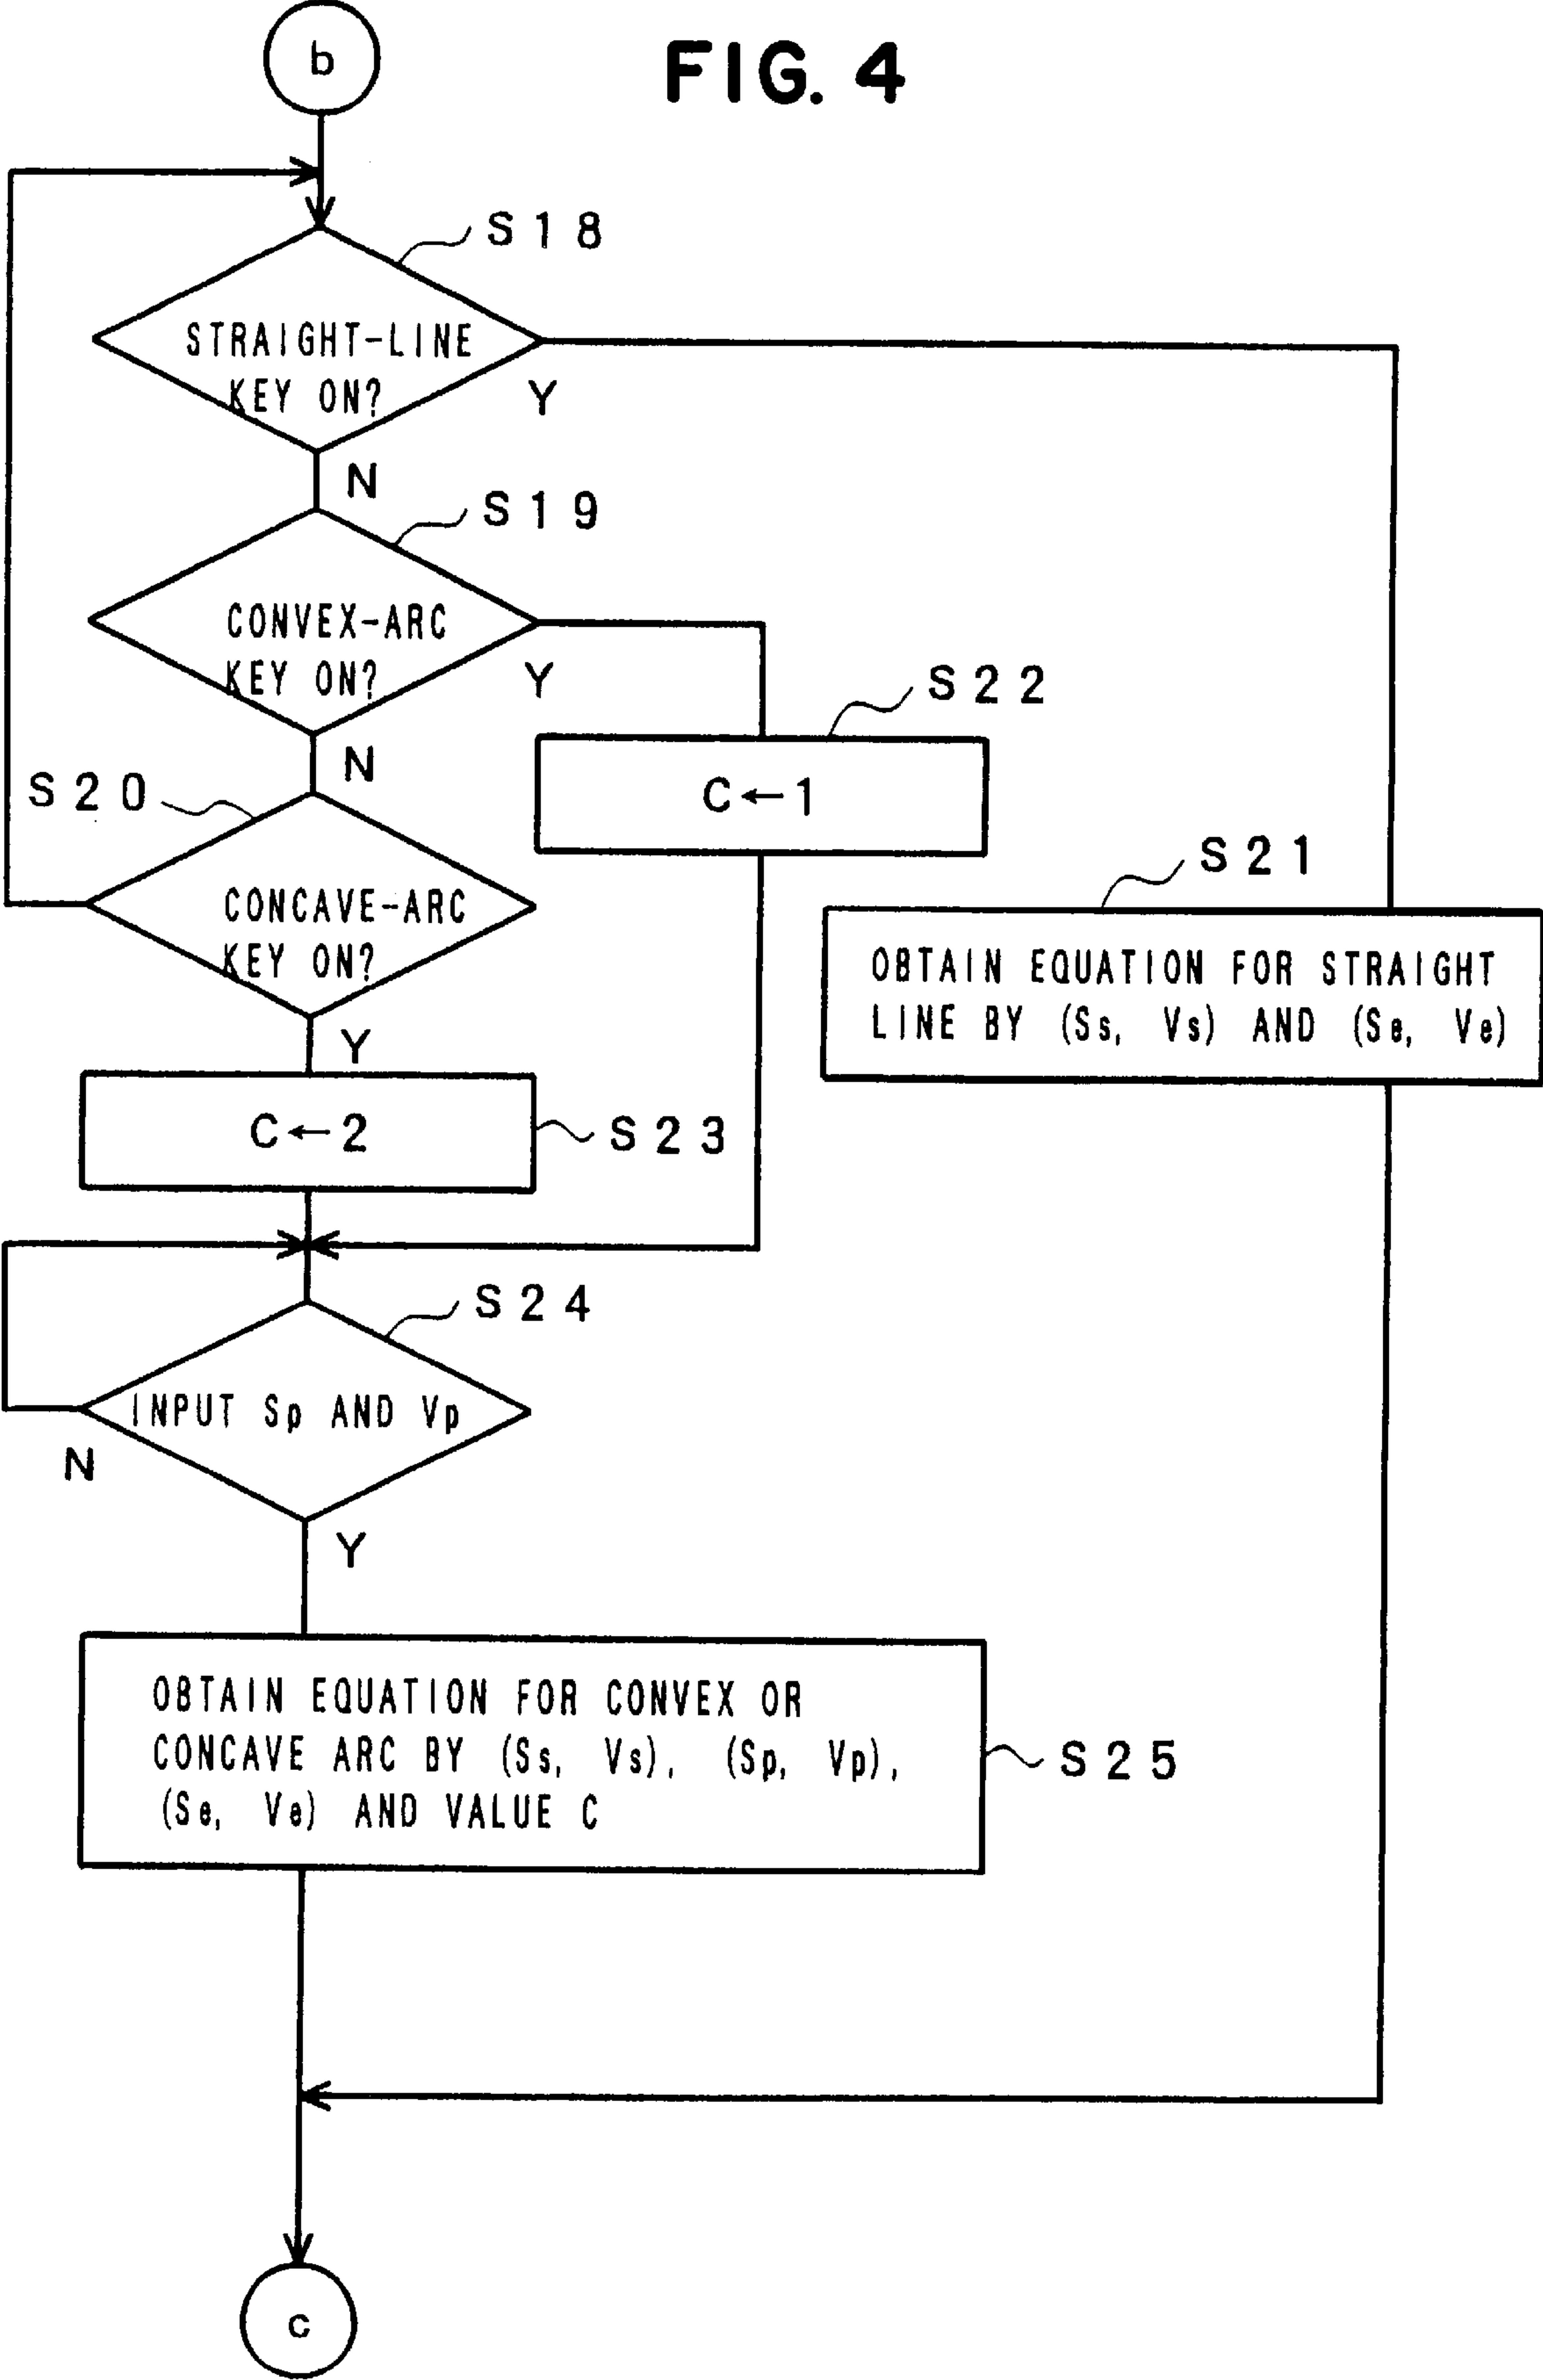 b
FIG. 4
S18
STRAIGHT-LINE
KEY ON?
Y
N
S19
CONVEX-ARC
KEY ON?
Y
N
S22
C←1
S20
CONCAVE-ARC
KEY ON?
Y
S21
OBTAIN EQUATION FOR STRAIGHT
LINE BY (Ss, Vs) AND (Se, Ve)
C←2
S23
S24
INPUT Sp AND Vp
N
Y
OBTAIN EQUATION FOR CONVEX OR
CONCAVE ARC BY (Ss, Vs), (Sp, Vp),
(Se, Ve) AND VALUE C
S25
c